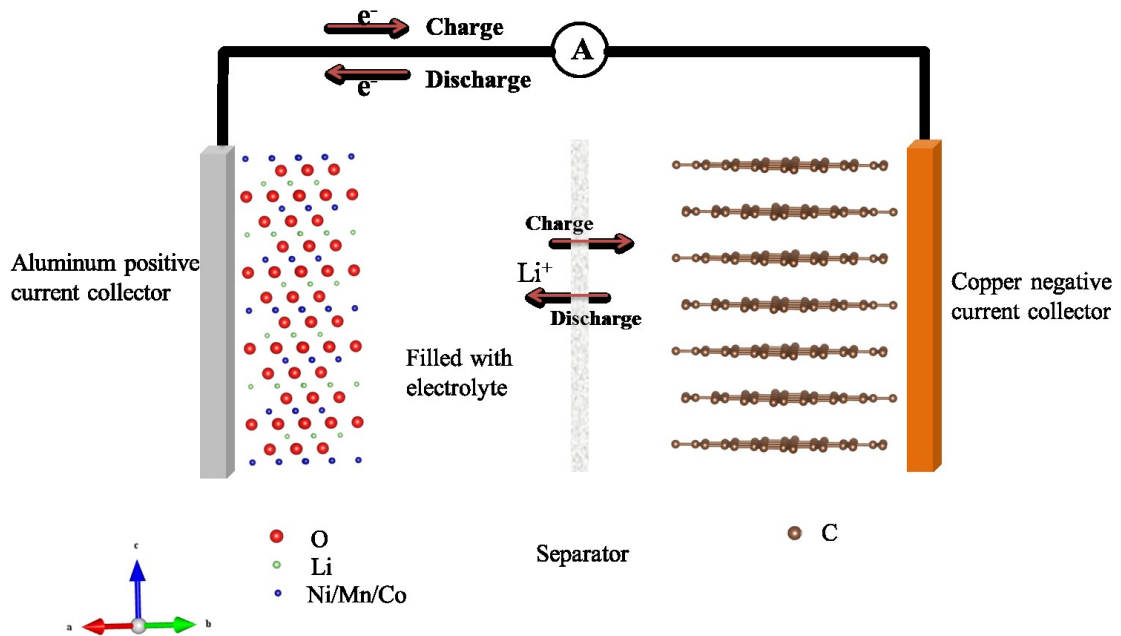 e⁻
Charge
A
Discharge
e⁻
Charge
Li⁺
Discharge
Aluminum positive
current collector
Copper negative
current collector
Filled with
electrolyte
O
Li
Ni/Mn/Co
Separator
C
c
a
b